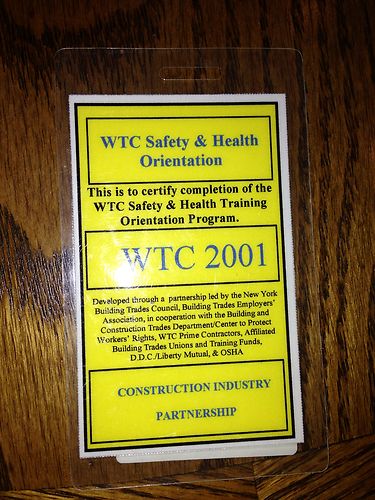 WTC Safety & Health
Orientation
This is to certify completion of the
WTC Safety & Health Training
Orientation Program.
WTC 2001
Developed through a partnership led by the New York
Building Trades Council, Building Trades Employers'
Association, in cooperation with the Building and
Construction Trades Department/Center to Protect
Workers' Rights, WTC Prime Contractors, Affiliated
Building Trades Unions and Training Funds,
D.D.C./Liberty Mutual, & OSHA
CONSTRUCTION INDUSTRY
PARTNERSHIP